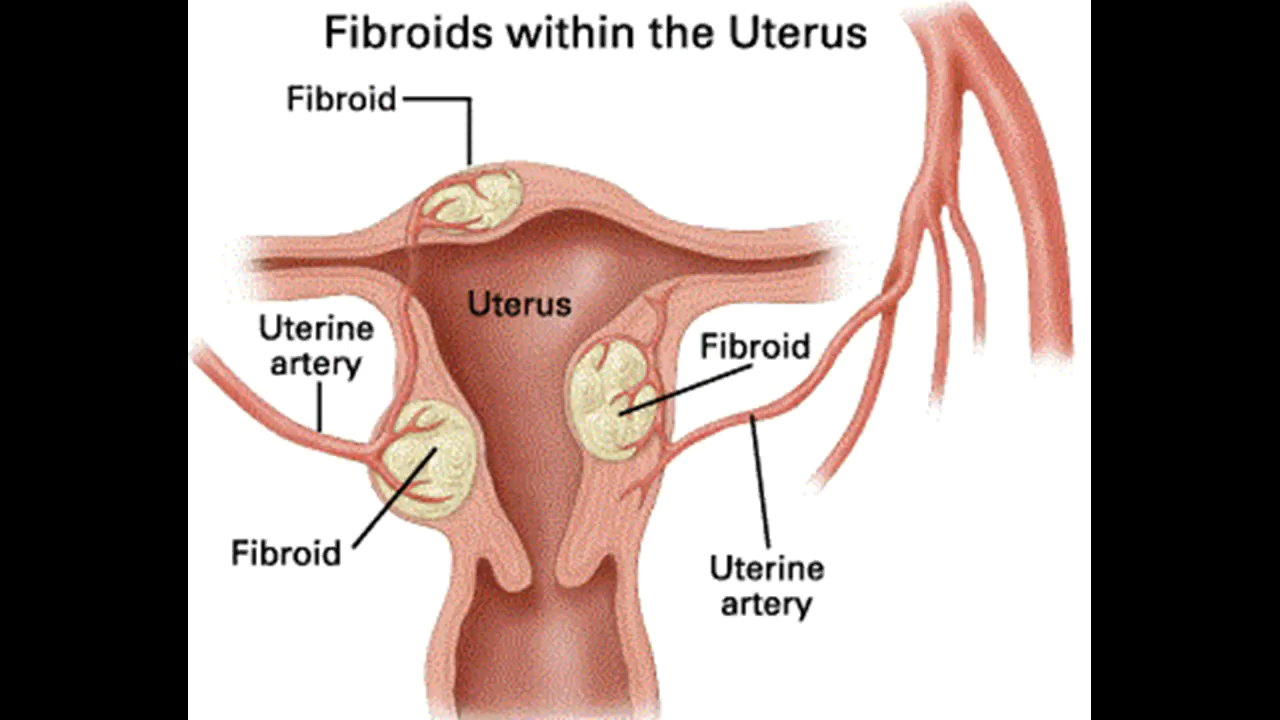 Fibroids within the Uterus
Fibroid
Uterus
Uterine
artery
Fibroid
Fibroid
Uterine
artery